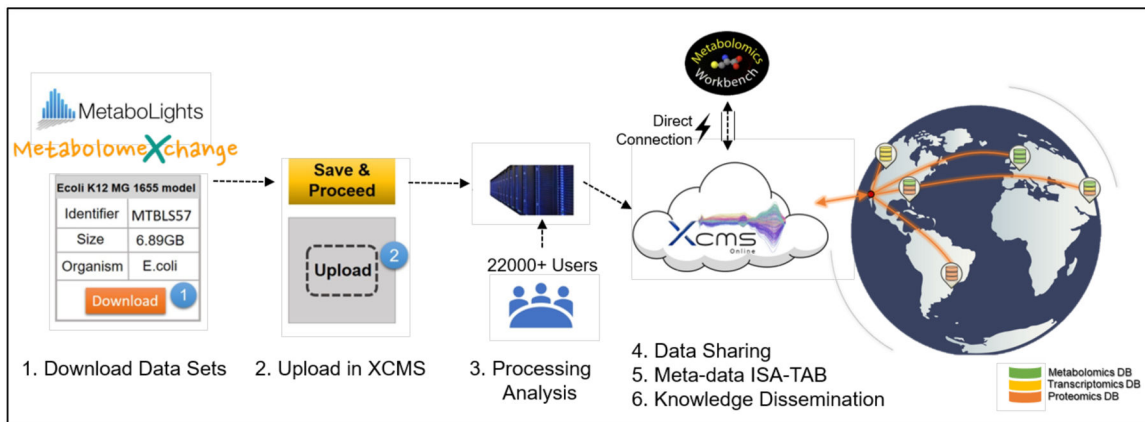 MetaboLights
MetabolomeXchange
Ecoli K12 MG 1655 model
Identifier MTBLS57
Size 6.89GB
Organism E.coli
Download 1
1. Download Data Sets
Save &
Proceed
Upload 2
2. Upload in XCMS
22000+ Users
3. Processing
Analysis
Metabolomics
Workbench
Direct
Connection
Xcms
Online
4. Data Sharing
5. Meta-data ISA-TAB
6. Knowledge Dissemination
Metabolomics DB
Transcriptomics DB
Proteomics DB